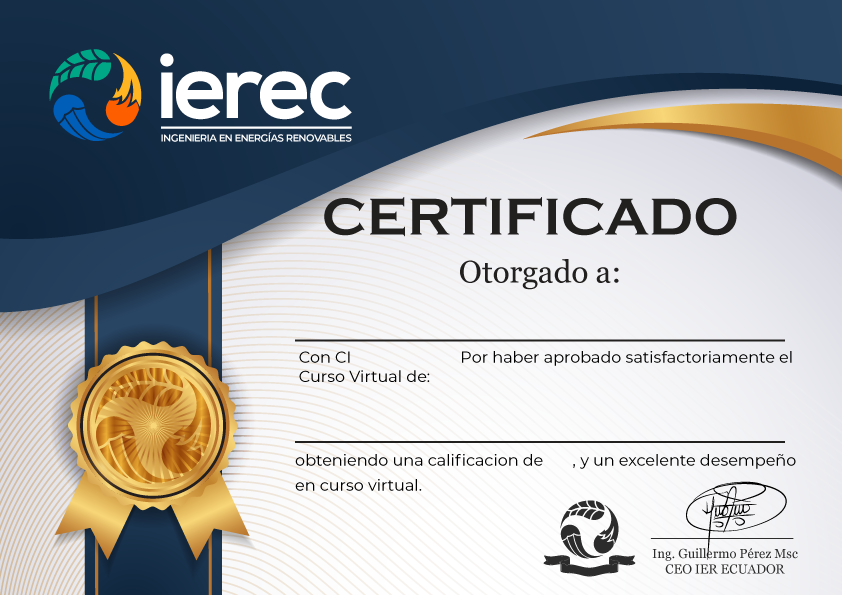 ierec
INGENIERIA EN ENERGÍAS RENOVABLES
CERTIFICADO
Otorgado a:
Con CI Por haber aprobado satisfactoriamente el
Curso Virtual de:
obteniendo una calificacion de , y un excelente desempeño
en curso virtual.
Ing. Guillermo Pérez Msc
CEO IER ECUADOR